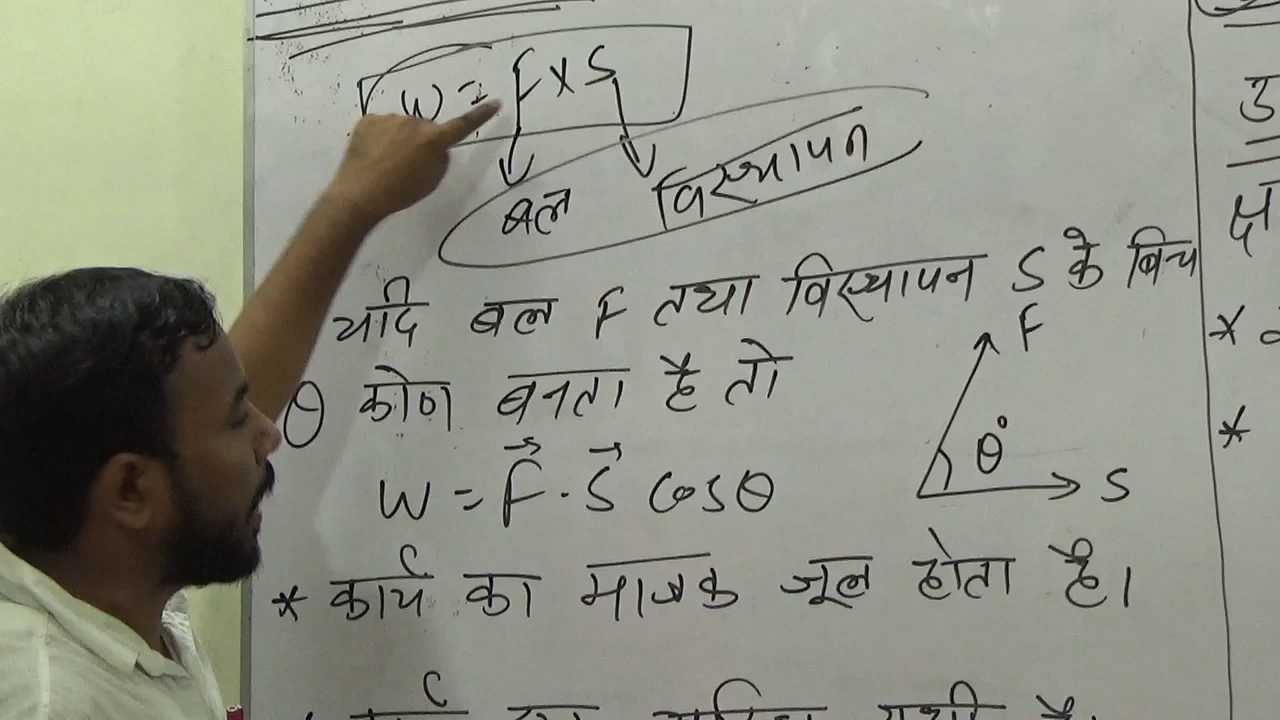 W = F × S
बल विस्थापन
यदि बल F तथा विस्थापन S के बिच
θ कोण बनता है तो
F
θ°
S
W = F⃗ · S⃗ cosθ
* कार्य का मात्रक जूल होता है।
उ
क्ष
*
*